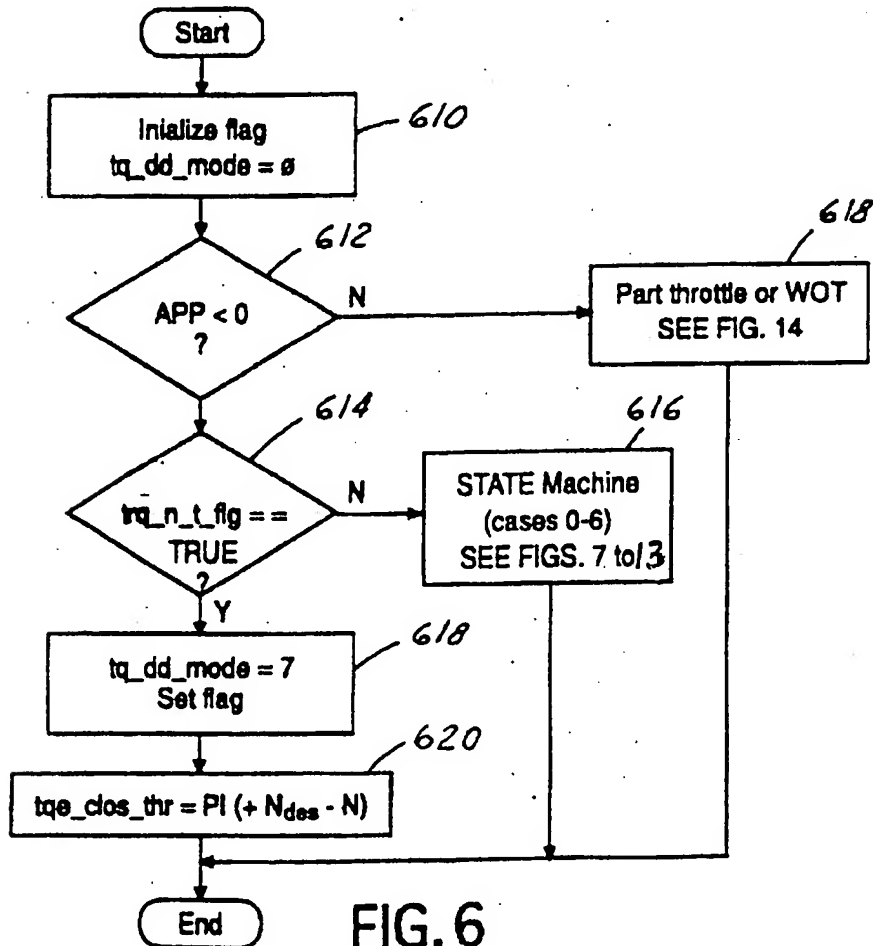 Start
Inialize flag
tq_dd_mode = ø
610
612
APP < 0
?
N
618
Part throttle or WOT
SEE FIG. 14
614
trq_n_t_flg ==
TRUE
?
N
Y
616
STATE Machine
(cases 0-6)
SEE FIGS. 7 to 13
618
tq_dd_mode = 7
Set flag
620
tqe_clos_thr = PI (+ Ndes - N)
End
FIG. 6